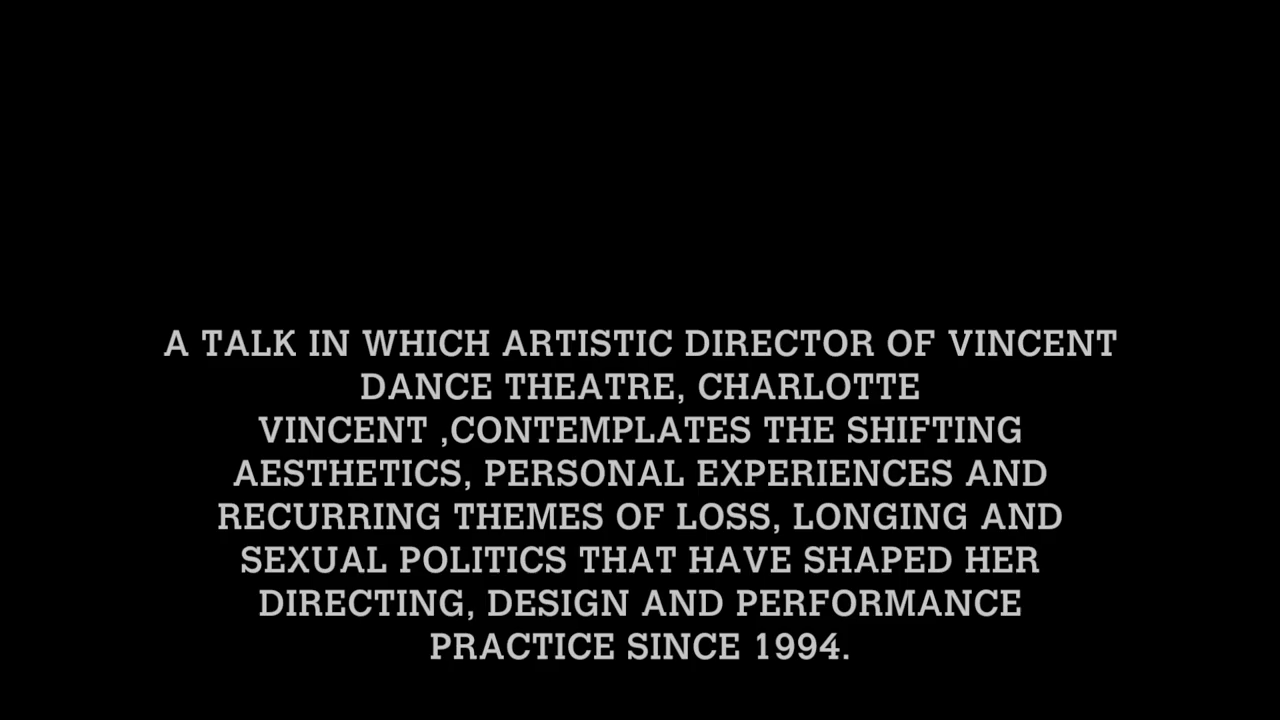 A TALK IN WHICH ARTISTIC DIRECTOR OF VINCENT
DANCE THEATRE, CHARLOTTE
VINCENT ,CONTEMPLATES THE SHIFTING
AESTHETICS, PERSONAL EXPERIENCES AND
RECURRING THEMES OF LOSS, LONGING AND
SEXUAL POLITICS THAT HAVE SHAPED HER
DIRECTING, DESIGN AND PERFORMANCE
PRACTICE SINCE 1994.